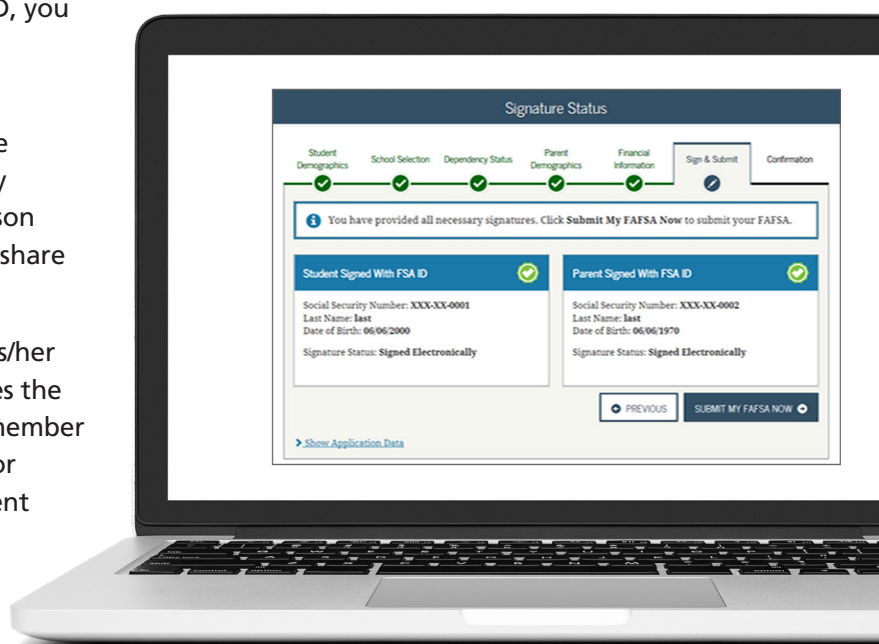 D, you
e
y
son
share
s/her
es the
member
or
ent
Signature Status
Student Demographics
School Selection
Dependency Status
Parent Demographics
Financial Information
Sign & Submit
Confirmation
You have provided all necessary signatures. Click Submit My FAFSA Now to submit your FAFSA.
Student Signed With FSA ID
Social Security Number: XXX-XX-0001
Last Name: last
Date of Birth: 06/06/2000
Signature Status: Signed Electronically
Parent Signed With FSA ID
Social Security Number: XXX-XX-0002
Last Name: last
Date of Birth: 06/06/1970
Signature Status: Signed Electronically
PREVIOUS
SUBMIT MY FAFSA NOW
Show Application Data
control
option
option